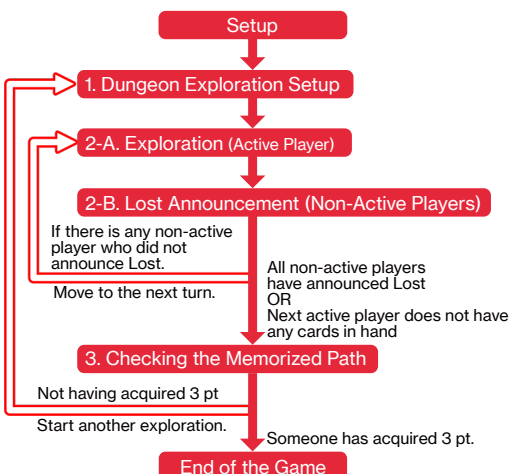 Setup
1. Dungeon Exploration Setup
2-A. Exploration (Active Player)
2-B. Lost Announcement (Non-Active Players)
If there is any non-active
player who did not
announce Lost.
Move to the next turn.
All non-active players
have announced Lost
OR
Next active player does not have
any cards in hand
3. Checking the Memorized Path
Not having acquired 3 pt
Start another exploration.
Someone has acquired 3 pt.
End of the Game